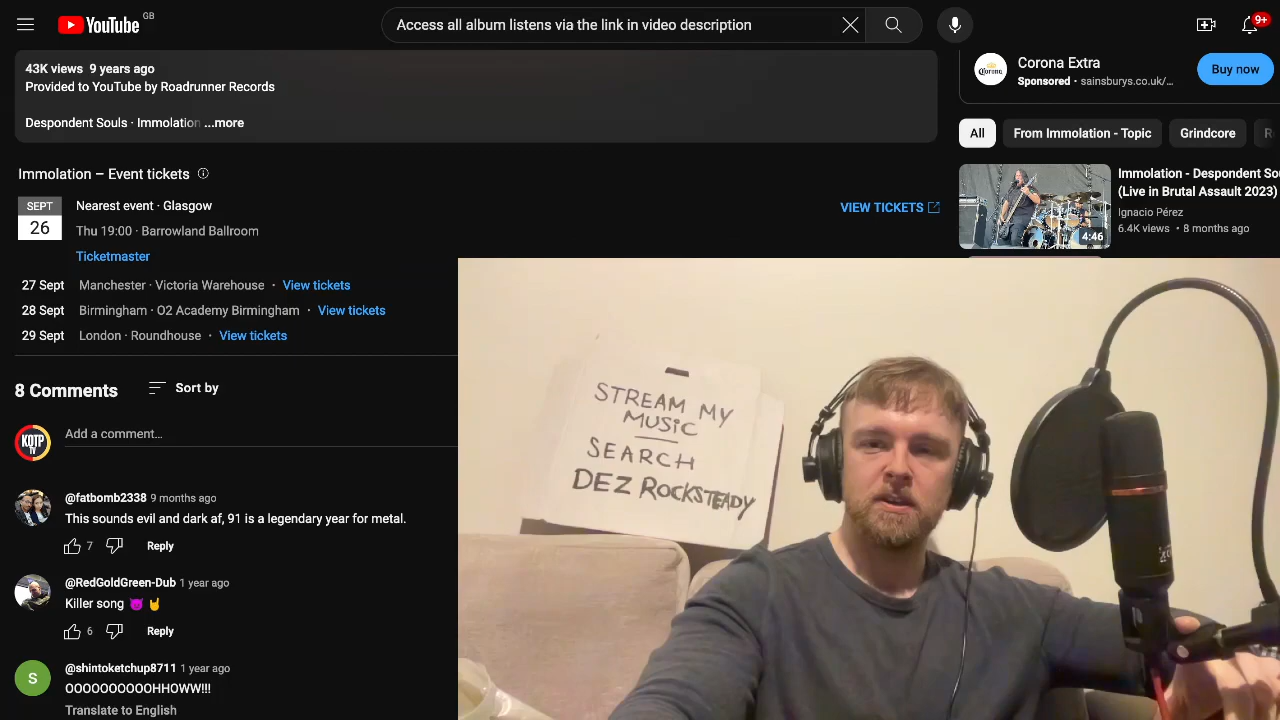 YouTube GB
Access all album listens via the link in video description
9+
43K views 9 years ago
Provided to YouTube by Roadrunner Records
Despondent Souls · Immolation ...more
Immolation – Event tickets
SEPT
26
Nearest event · Glasgow
Thu 19:00 · Barrowland Ballroom
Ticketmaster
VIEW TICKETS
27 Sept Manchester · Victoria Warehouse · View tickets
28 Sept Birmingham · O2 Academy Birmingham · View tickets
29 Sept London · Roundhouse · View tickets
8 Comments Sort by
KOTP
TV
Add a comment...
@fatbomb2338 9 months ago
This sounds evil and dark af, 91 is a legendary year for metal.
7 Reply
@RedGoldGreen-Dub 1 year ago
Killer song 😈 🤘
6 Reply
S
@shintoketchup8711 1 year ago
OOOOOOOOOOHHOWW!!!
Translate to English
Corona
Corona Extra
Sponsored · sainsburys.co.uk/...
Buy now
All From Immolation - Topic Grindcore
Immolation - Despondent
(Live in Brutal Assault 2023)
Ignacio Pérez
6.4K views • 8 months ago
4:46
STREAM MY
MUSiC
SEARCH
DEZ ROCKSTEADY